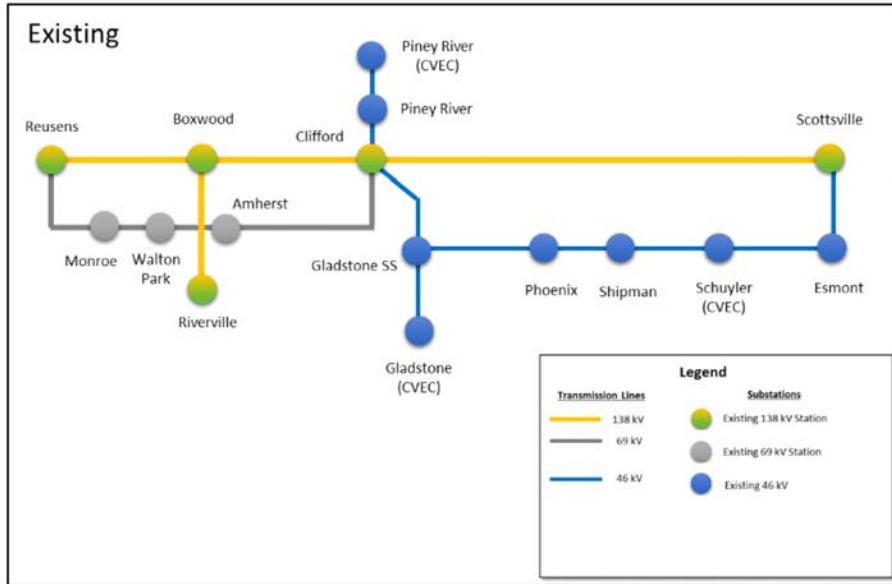 Existing
Piney River
(CVEC)
Piney River
Reusens
Boxwood
Clifford
Scottsville
Amherst
Monroe
Walton
Park
Gladstone SS
Riverville
Phoenix
Shipman
Schuyler
(CVEC)
Esmont
Gladstone
(CVEC)
Legend
Transmission Lines
138 kV
69 kV
46 kV
Substations
Existing 138 kV Station
Existing 69 kV Station
Existing 46 kV